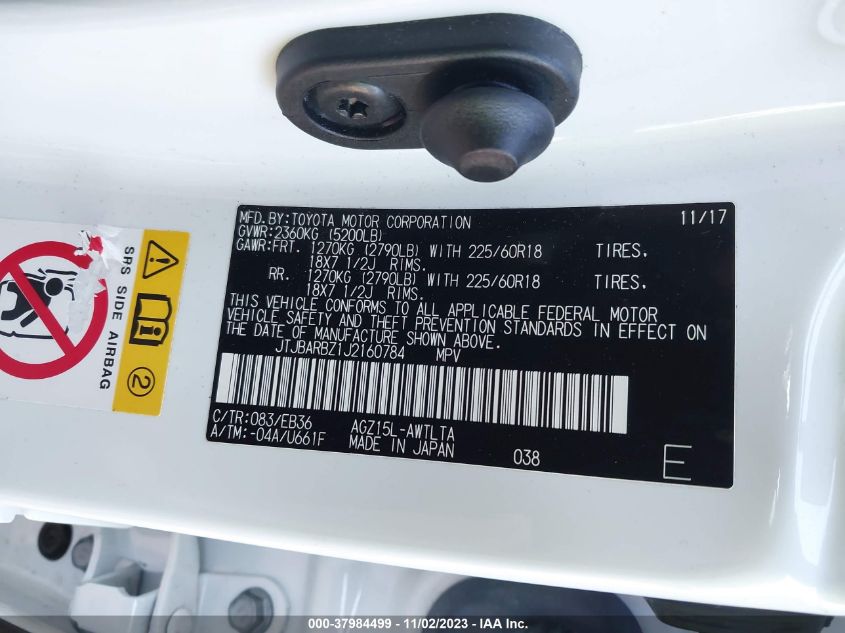 MFD.BY:TOYOTA MOTOR CORPORATION 11/17
GVWR:2360KG (5200LB)
GAWR:FRT. 1270KG (2790LB) WITH 225/60R18 TIRES.
18X7 1/2J RIMS.
RR. 1270KG (2790LB) WITH 225/60R18 TIRES.
18X7 1/2J RIMS.
THIS VEHICLE CONFORMS TO ALL APPLICABLE FEDERAL MOTOR
VEHICLE SAFETY AND THEFT PREVENTION STANDARDS IN EFFECT ON
THE DATE OF MANUFACTURE SHOWN ABOVE.
JTJBARBZ1J2160784 MPV
C/TR:083/EB36 AGZ15L-AWTLTA
A/TM:-04A/U661F MADE IN JAPAN 038 E
SRS SIDE AIRBAG
2
000-37984499 - 11/02/2023 - IAA Inc.